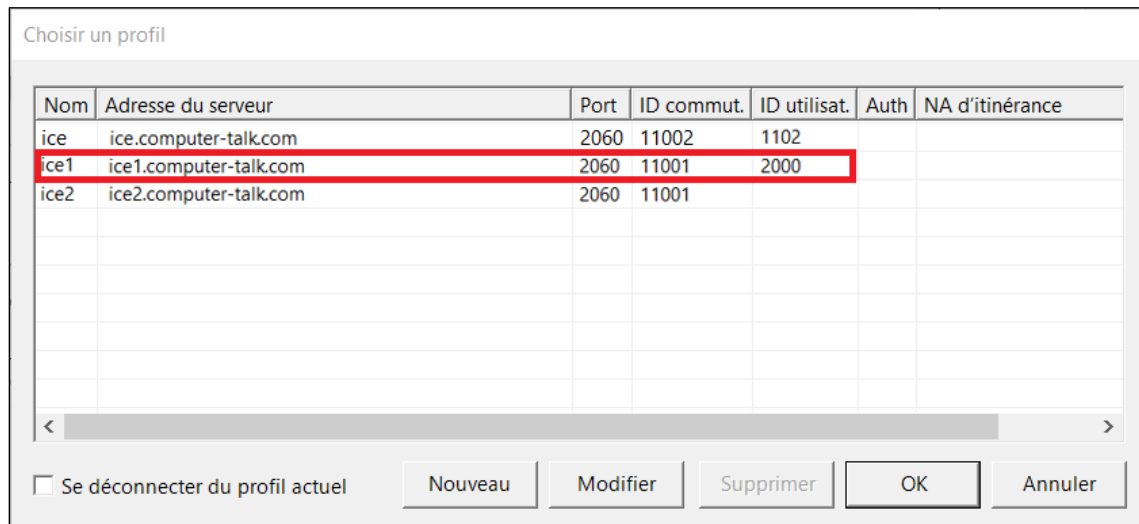 Choisir un profil
Nom Adresse du serveur Port ID commut. ID utilisat. Auth NA d'itinérance
ice ice.computer-talk.com 2060 11002 1102
ice1 ice1.computer-talk.com 2060 11001 2000
ice2 ice2.computer-talk.com 2060 11001
Se déconnecter du profil actuel Nouveau Modifier Supprimer OK Annuler